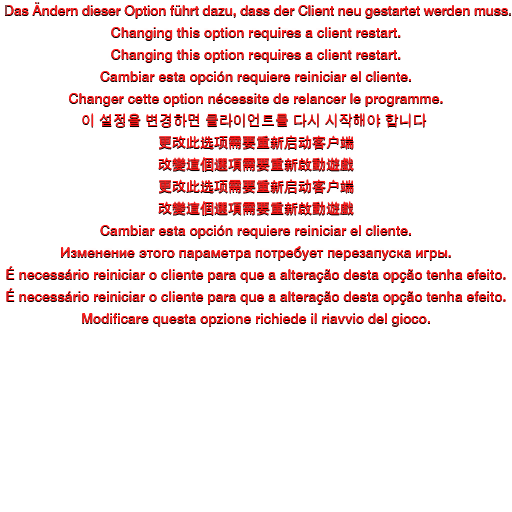 Das Ändern dieser Option führt dazu, dass der Client neu gestartet werden muss.
Changing this option requires a client restart.
Changing this option requires a client restart.
Cambiar esta opción requiere reiniciar el cliente.
Changer cette option nécessite de relancer le programme.
이 설정을 변경하면 클라이언트를 다시 시작해야 합니다
更改此选项需要重新启动客户端
改變這個選項需要重新啟動遊戲
更改此选项需要重新启动客户端
改變這個選項需要重新啟動遊戲
Cambiar esta opción requiere reiniciar el cliente.
Изменение этого параметра потребует перезапуска игры.
É necessário reiniciar o cliente para que a alteração desta opção tenha efeito.
É necessário reiniciar o cliente para que a alteração desta opção tenha efeito.
Modificare questa opzione richiede il riavvio del gioco.